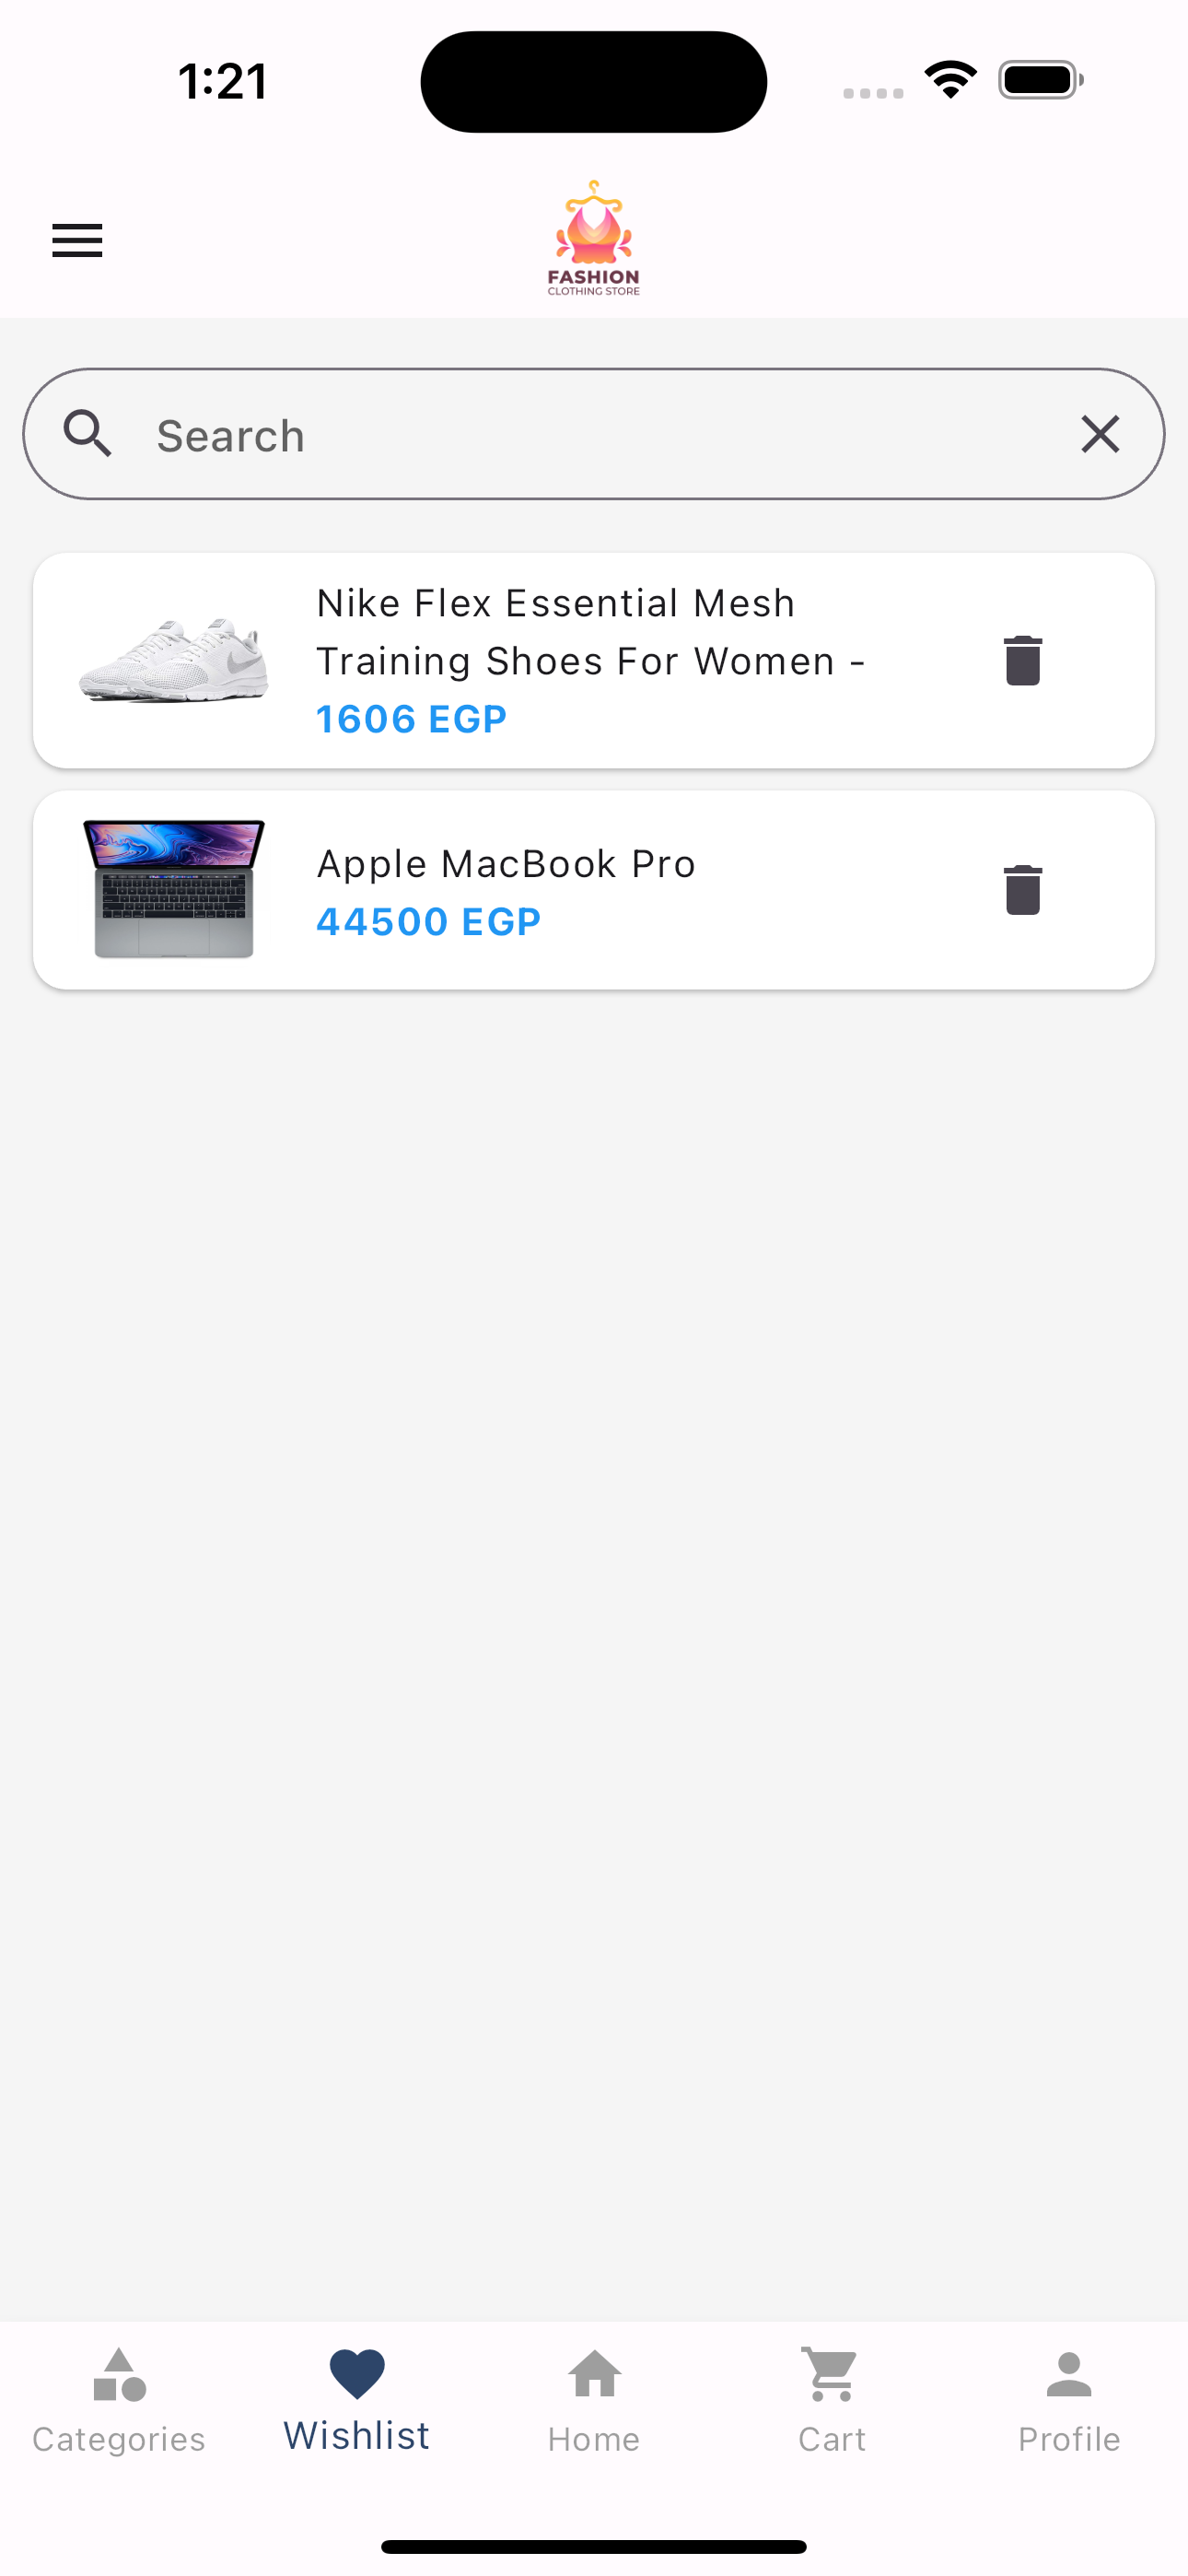 1:21
FASHION
CLOTHING STORE
Search
Nike Flex Essential Mesh
Training Shoes For Women -
1606 EGP
Apple MacBook Pro
44500 EGP
Categories
Wishlist
Home
Cart
Profile